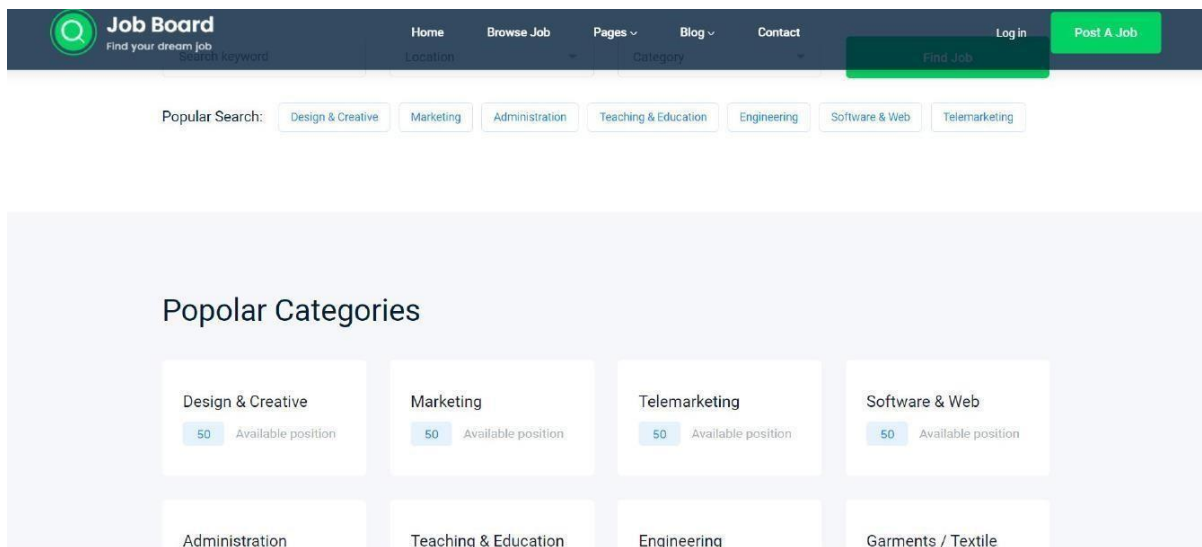 Job Board
Find your dream job
Home Browse Job Pages Blog Contact Log in Post A Job
Search keyword Location Category Find Job
Popular Search: Design & Creative Marketing Administration Teaching & Education Engineering Software & Web Telemarketing
Popolar Categories
Design & Creative Marketing Telemarketing Software & Web
50 Available position 50 Available position 50 Available position 50 Available position
Administration Teaching & Education Engineering Garments / Textile